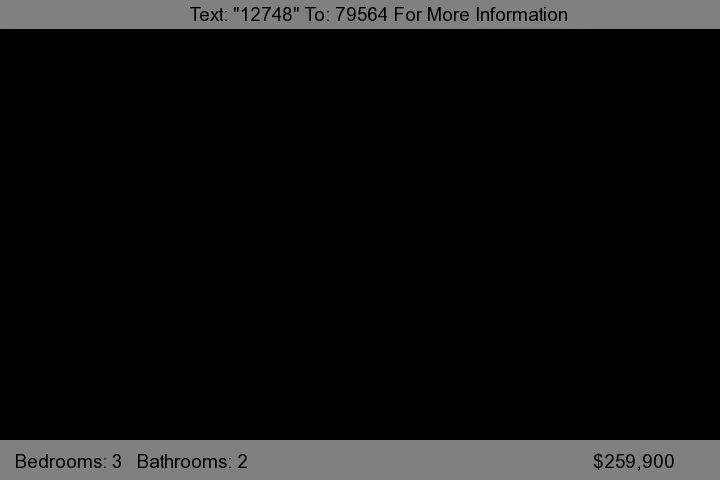 Text: "12748" To: 79564 For More Information
Bedrooms: 3 Bathrooms: 2 $259,900